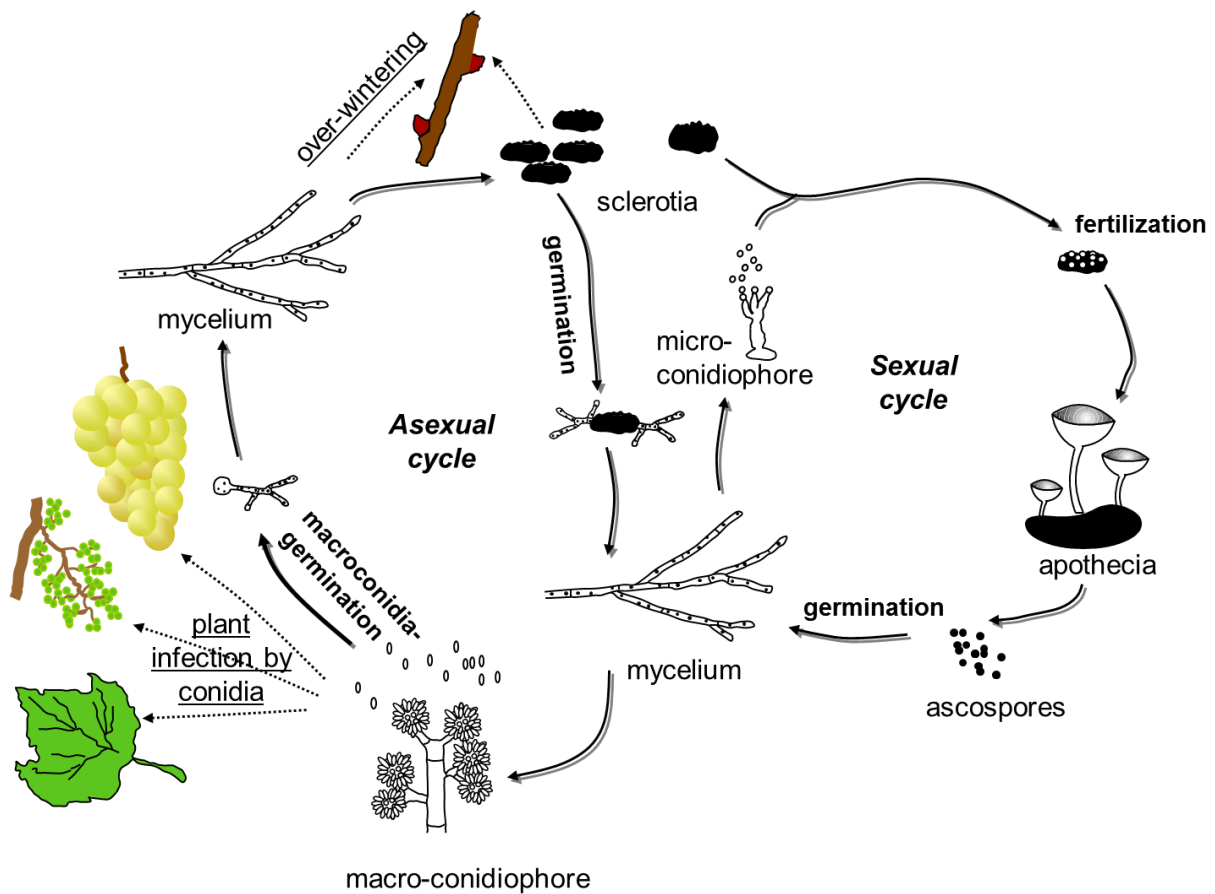 over-wintering
sclerotia
fertilization
germination
mycelium
micro-
conidiophore
Sexual
cycle
Asexual
cycle
macroconidia-
germination
apothecia
germination
plant
infection by
conidia
mycelium
ascospores
macro-conidiophore